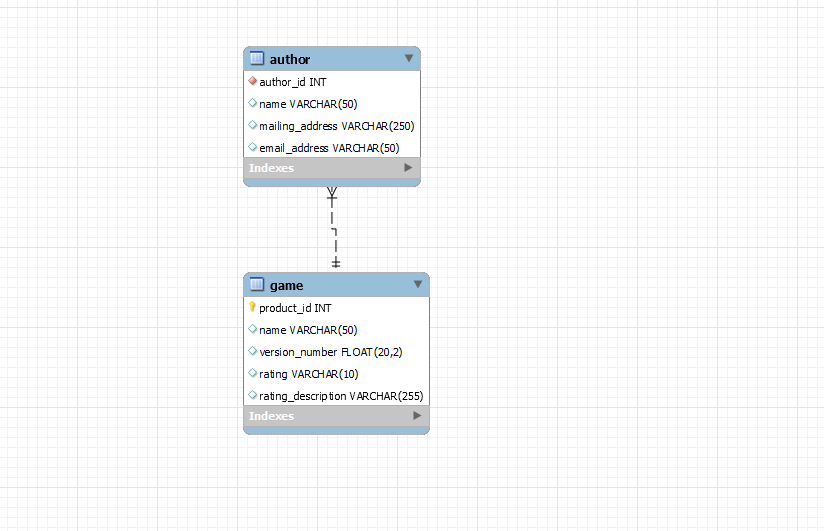 author
author_id INT
name VARCHAR(50)
mailing_address VARCHAR(250)
email_address VARCHAR(50)
Indexes
game
product_id INT
name VARCHAR(50)
version_number FLOAT(20,2)
rating VARCHAR(10)
rating_description VARCHAR(255)
Indexes